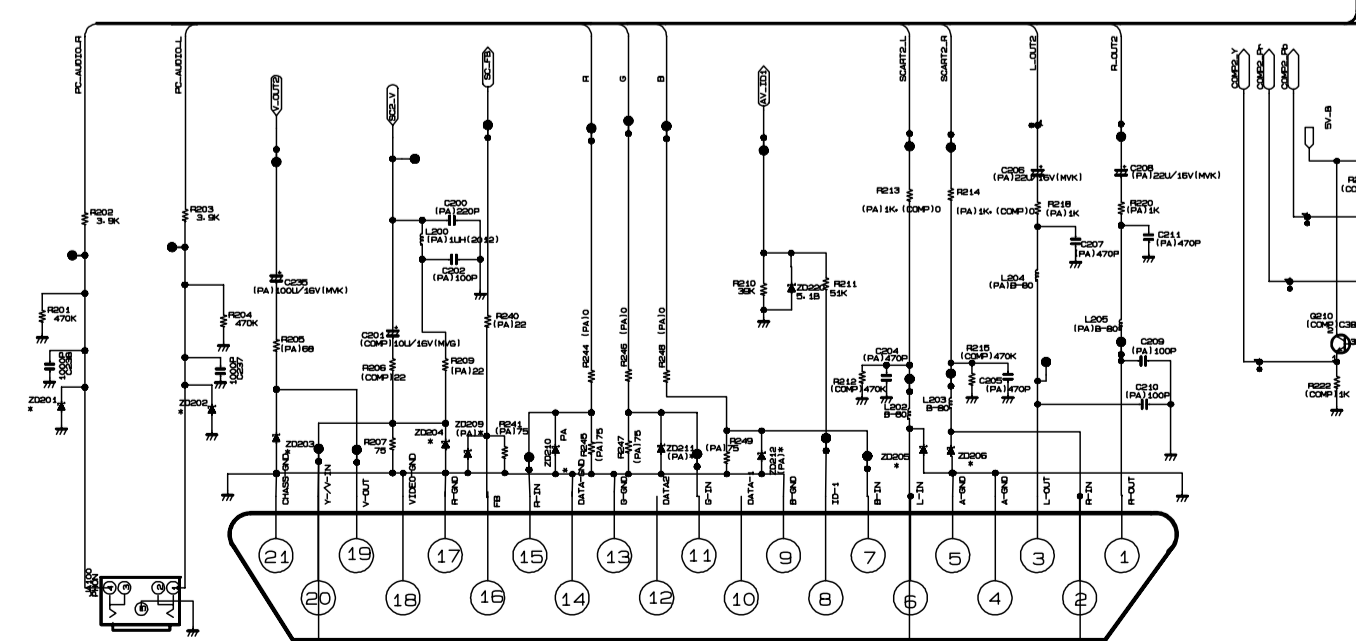 PC_AUDIO_R
PC_AUDIO_L
V_OUT2
SC2_V
SC_FB
R
G
B
AV_ID1
SCART2_L
SCART2_R
L_OUT2
R_OUT2
COMP2_Y
COMP2_Pr
COMP2_Pb
5V_B
R202
3.9K
R203
3.9K
R201
470K
R204
470K
1000P
C237
ZD201
*
ZD202
*
C235
(PA)100U/16V(MVK)
R205
(PA)68
C200
(PA)220P
L200
(PA)1UH(2012)
C202
(PA)100P
C201
(COMP)10U/16V(MVG)
R206
(COMP)22
R209
(PA)22
R240
(PA)22
R244 (PA)0
R246 (PA)0
R248 (PA)0
R210
39K
ZD220
5.1B
R211
51K
R213
(PA)1K,(COMP)0
R214
(PA)1K,(COMP)0
C206
(PA)22U/16V(MVK)
C208
(PA)22U/16V(MVK)
R218
(PA)1K
R220
(PA)1K
C207
(PA)470P
C211
(PA)470P
L204
(PA)B-80
L205
(PA)B-80
C204
(PA)470P
R212
(COMP)470K
R215
(COMP)470K
C205
(PA)470P
C209
(PA)100P
C210
(PA)100P
L202
B-80
L203
B-80
Q210
R222
(COMP)1K
ZD203
*
R207
75
ZD204
*
ZD209
(PA)*
R241
(PA)75
ZD210
PA
*
R245
(PA)75
R247
(PA)75
ZD211
(PA)*
(PA)75
R249
ZD212
(PA)*
ZD205
*
ZD206
*
CHASS-GND
Y-/V-IN
V-OUT
VIDEO-GND
R-GND
FB
R-IN
DATA-GND
G-GND
DATA2
G-IN
DATA-1
B-GND
ID-1
B-IN
L-IN
A-GND
A-GND
L-OUT
R-IN
R-OUT
21
19
17
15
13
11
9
7
5
3
1
20
18
16
14
12
10
8
6
4
2
4
3
2
1
5